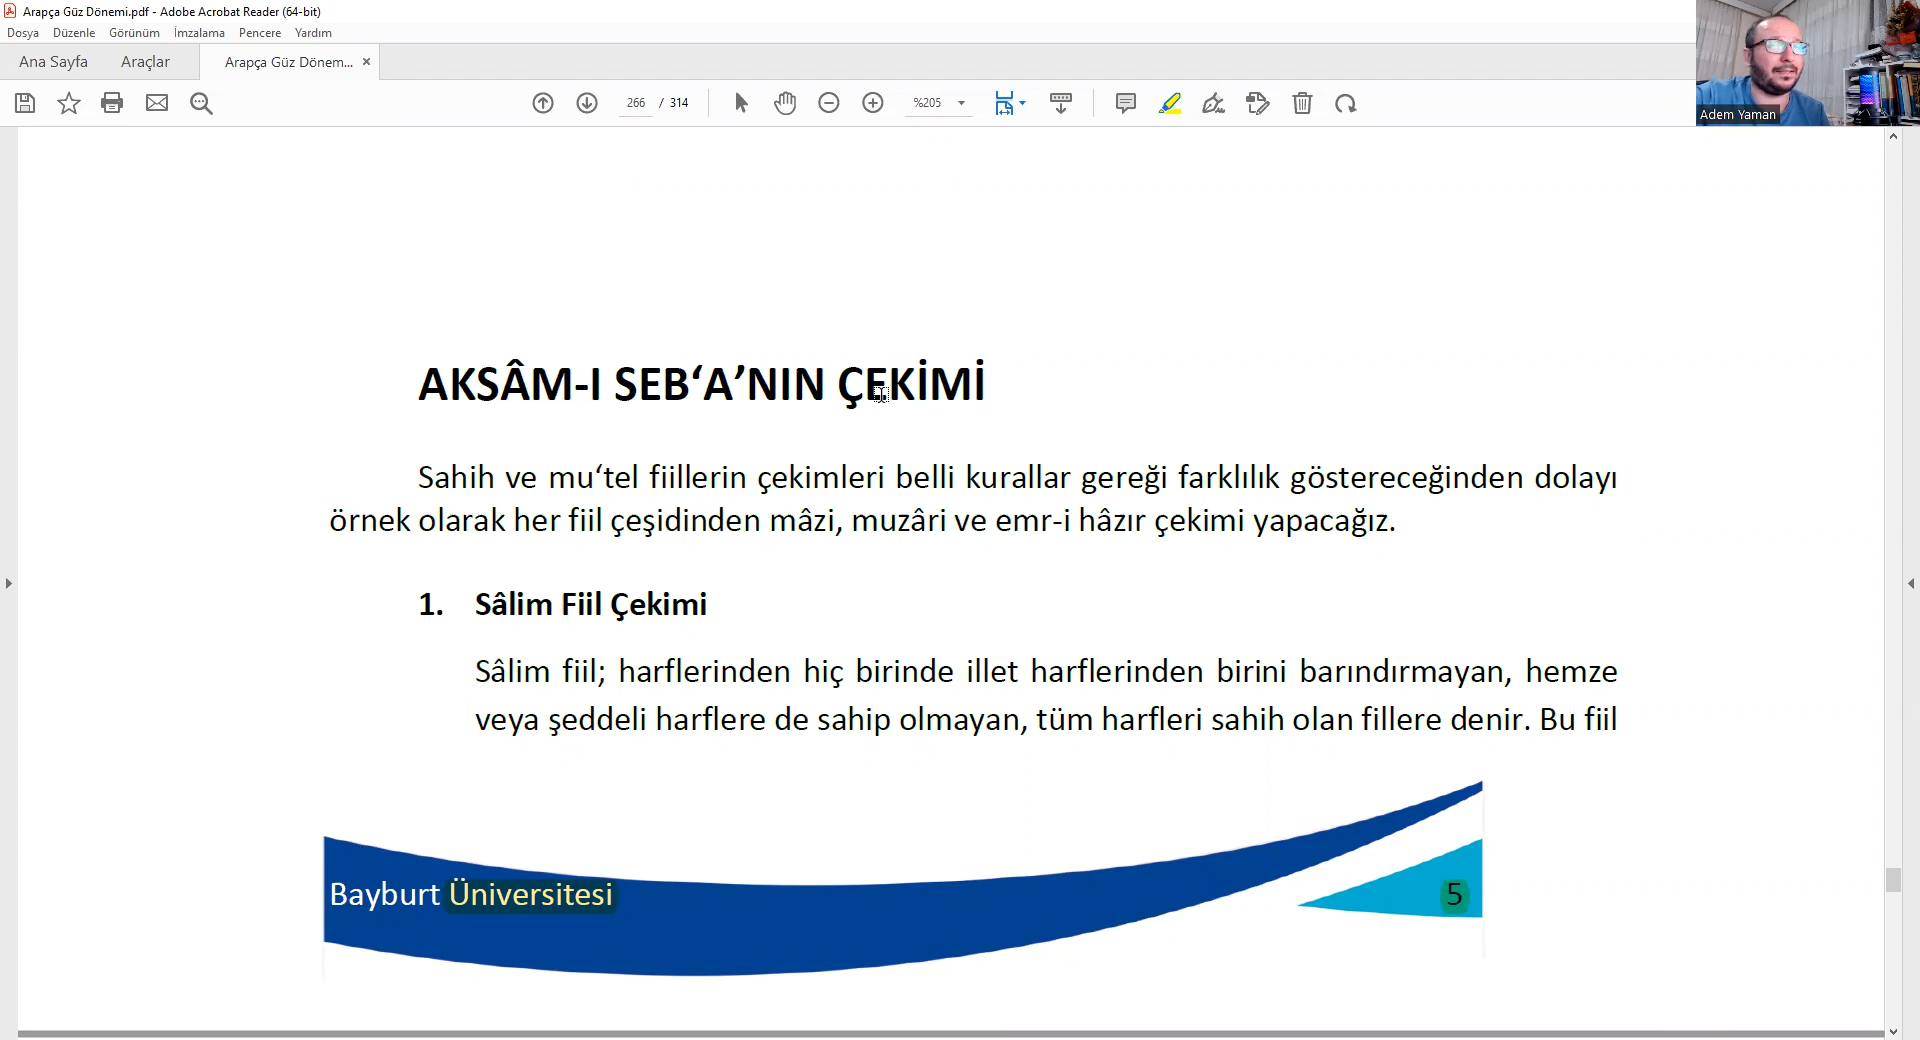 Arapça Güz Dönemi.pdf - Adobe Acrobat Reader (64-bit)
Dosya Düzenle Görünüm İmzalama Pencere Yardım
Ana Sayfa Araçlar Arapça Güz Dönem... ×
266 / 314 %205
Adem Yaman
AKSÂM-I SEB‘A’NIN ÇEKİMİ
Sahih ve mu‘tel fiillerin çekimleri belli kurallar gereği farklılık göstereceğinden dolayı
örnek olarak her fiil çeşidinden mâzi, muzâri ve emr-i hâzır çekimi yapacağız.
1. Sâlim Fiil Çekimi
Sâlim fiil; harflerinden hiç birinde illet harflerinden birini barındırmayan, hemze
veya şeddeli harflere de sahip olmayan, tüm harfleri sahih olan fillere denir. Bu fiil
Bayburt Üniversitesi 5